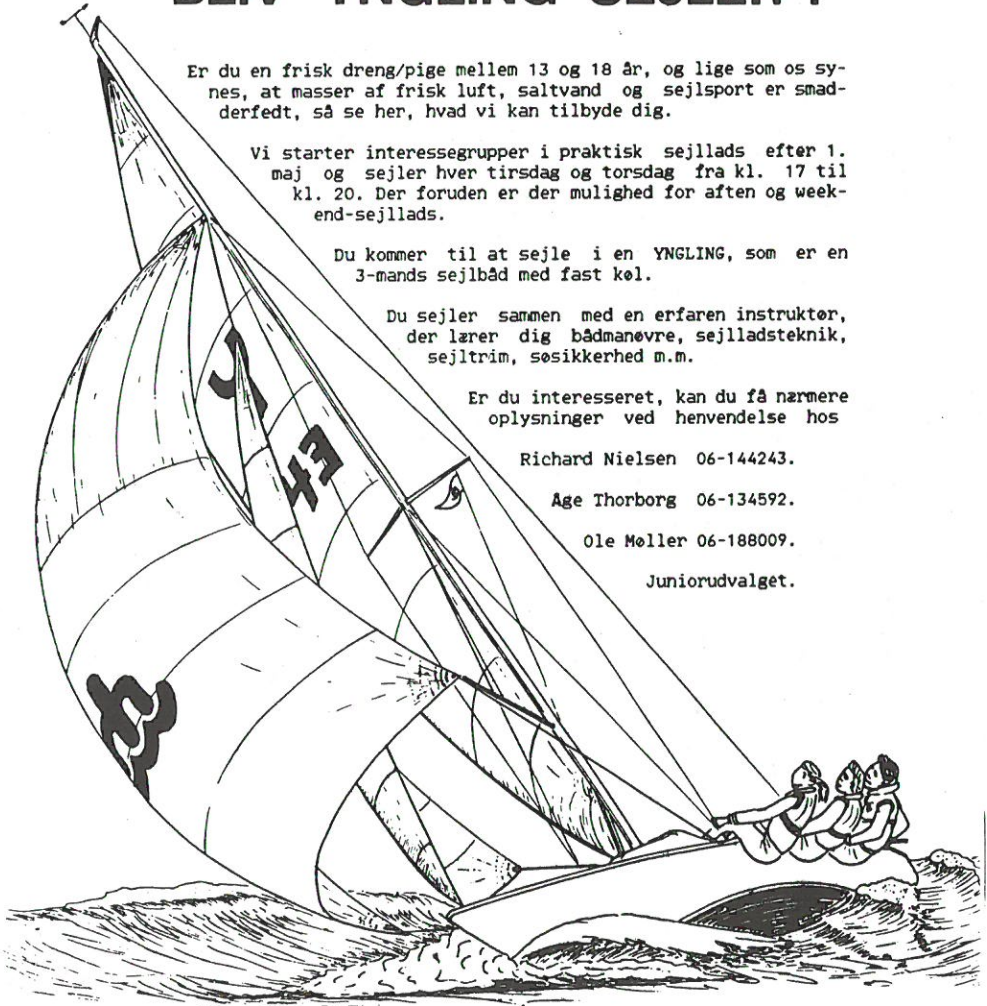 BLIV YNGLING SEJLER !
Er du en frisk dreng/pige mellem 13 og 18 år, og lige som os sy-
nes, at masser af frisk luft, saltvand og sejlsport er smad-
derfedt, så se her, hvad vi kan tilbyde dig.
Vi starter interessegrupper i praktisk sejllads efter 1.
maj og sejler hver tirsdag og torsdag fra kl. 17 til
kl. 20. Der foruden er der mulighed for aften og week-
end-sejllads.
Du kommer til at sejle i en YNGLING, som er en
3-mands sejlbåd med fast køl.
Du sejler sammen med en erfaren instruktør,
der lærer dig bådmanøvre, sejlladsteknik,
sejltrim, søsikkerhed m.m.
Er du interesseret, kan du få nærmere
oplysninger ved henvendelse hos
Richard Nielsen 06-144243.
Age Thorborg 06-134592.
Ole Møller 06-188009.
Juniorudvalget.
43